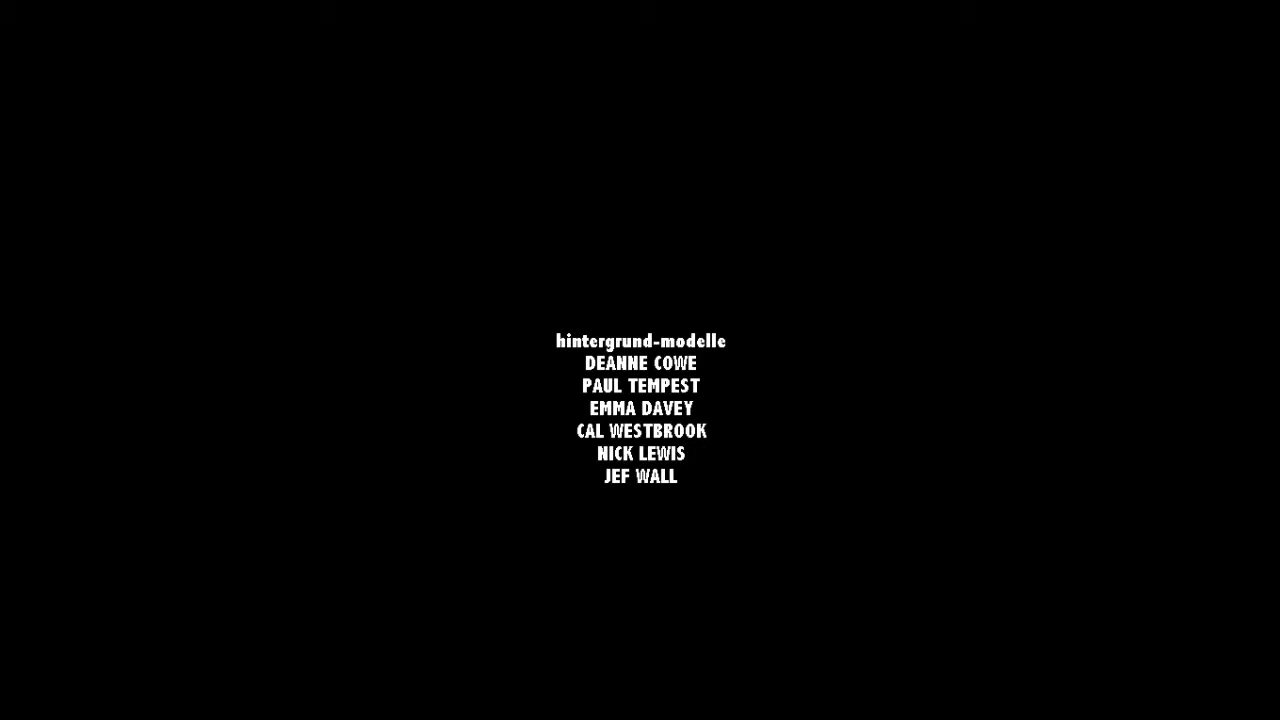 hintergrund-modelle
DEANNE COWE
PAUL TEMPEST
EMMA DAVEY
CAL WESTBROOK
NICK LEWIS
JEF WALL